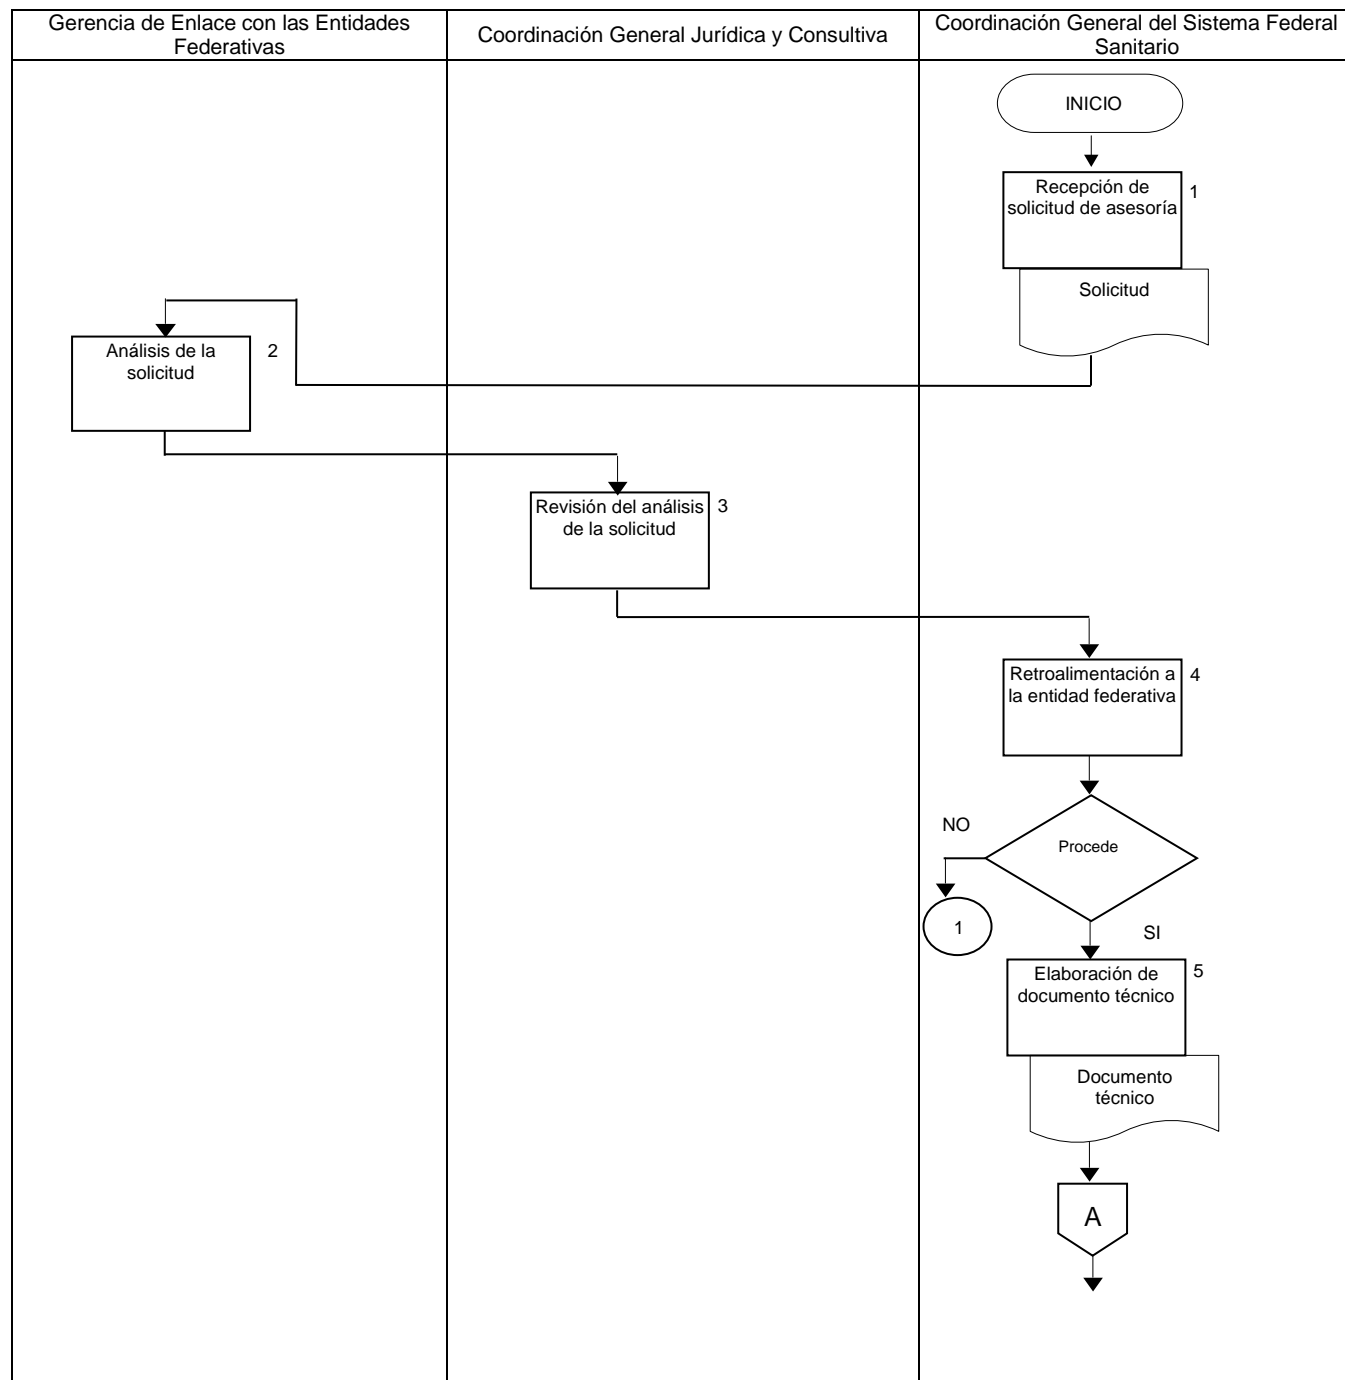 Gerencia de Enlace con las Entidades
Federativas
Coordinación General Jurídica y Consultiva
Coordinación General del Sistema Federal
Sanitario
INICIO
Recepción de
solicitud de asesoría
1
Solicitud
Análisis de la
solicitud
2
Revisión del análisis
de la solicitud
3
Retroalimentación a
la entidad federativa
4
Procede
NO
1
SI
Elaboración de
documento técnico
5
Documento
técnico
A